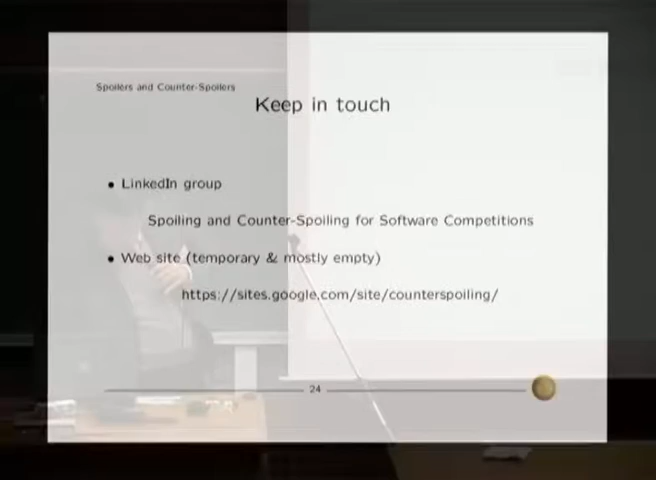 Spoilers and Counter-Spoilers
Keep in touch
• LinkedIn group
Spoiling and Counter-Spoiling for Software Competitions
• Web site (temporary & mostly empty)
https://sites.google.com/site/counterspoiling/
24